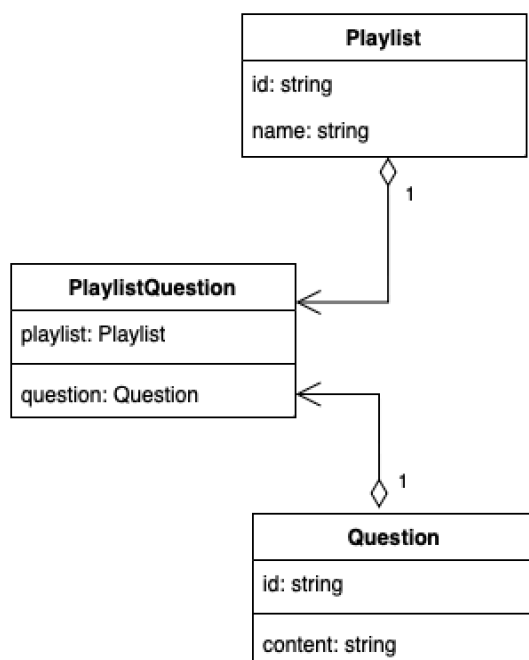 Playlist
id: string
name: string
1
PlaylistQuestion
playlist: Playlist
question: Question
1
Question
id: string
content: string